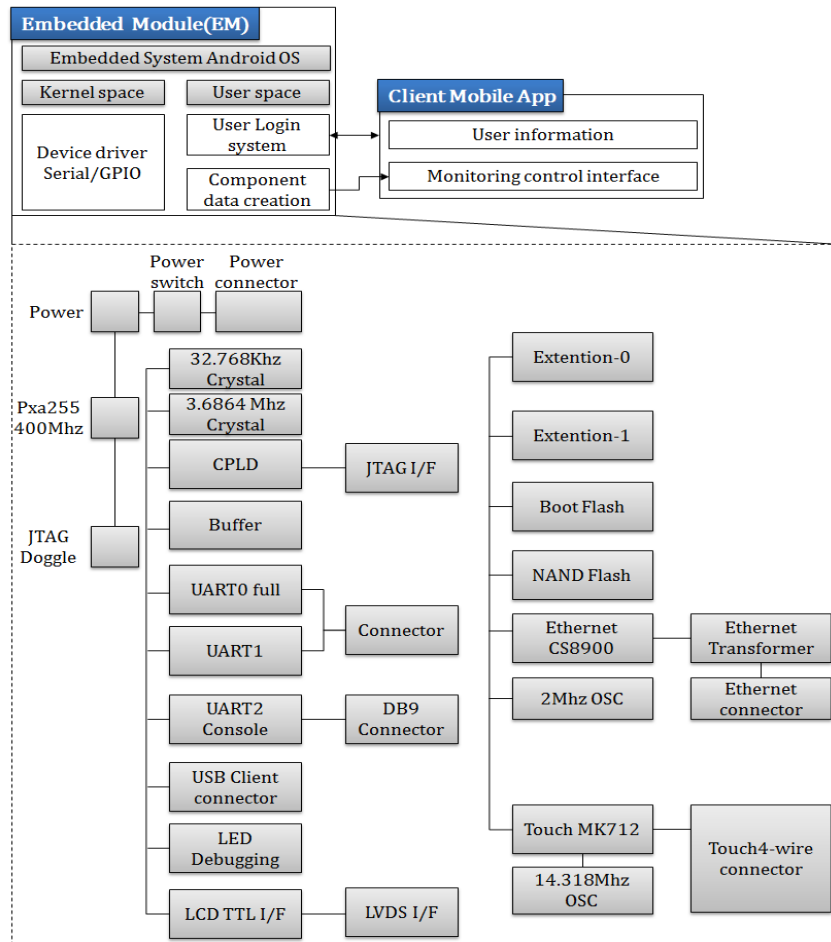 Embedded Module(EM)
Embedded System Android OS
Kernel space
User space
Device driver
Serial/GPIO
User Login
system
Component
data creation
Client Mobile App
User information
Monitoring control interface
Power
switch
Power
connector
Power
Pxa255
400Mhz
JTAG
Doggle
32.768Khz
Crystal
3.6864 Mhz
Crystal
CPLD
JTAG I/F
Buffer
UART0 full
UART1
Connector
UART2
Console
DB9
Connector
USB Client
connector
LED
Debugging
LCD TTL I/F
LVDS I/F
Extention-0
Extention-1
Boot Flash
NAND Flash
Ethernet
CS8900
Ethernet
Transformer
Ethernet
connector
2Mhz OSC
Touch MK712
Touch4-wire
connector
14.318Mhz
OSC